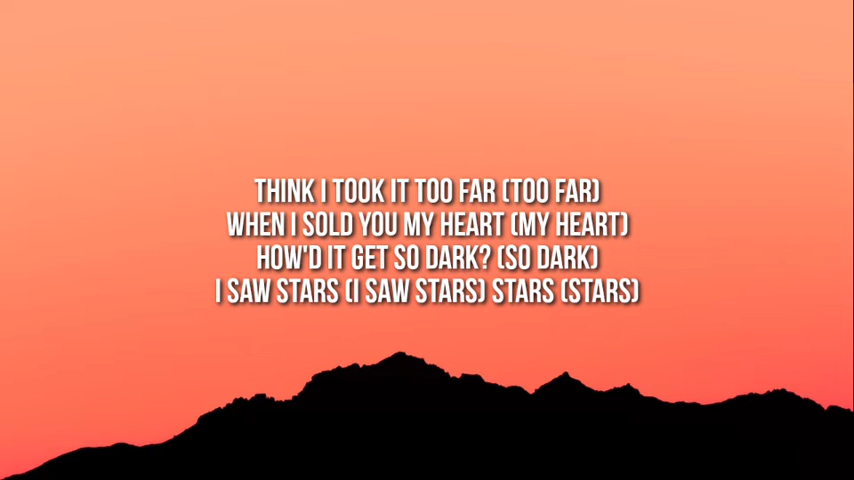 THINK I TOOK IT TOO FAR (TOO FAR)
WHEN I SOLD YOU MY HEART (MY HEART)
HOW'D IT GET SO DARK? (SO DARK)
I SAW STARS (I SAW STARS) STARS (STARS)